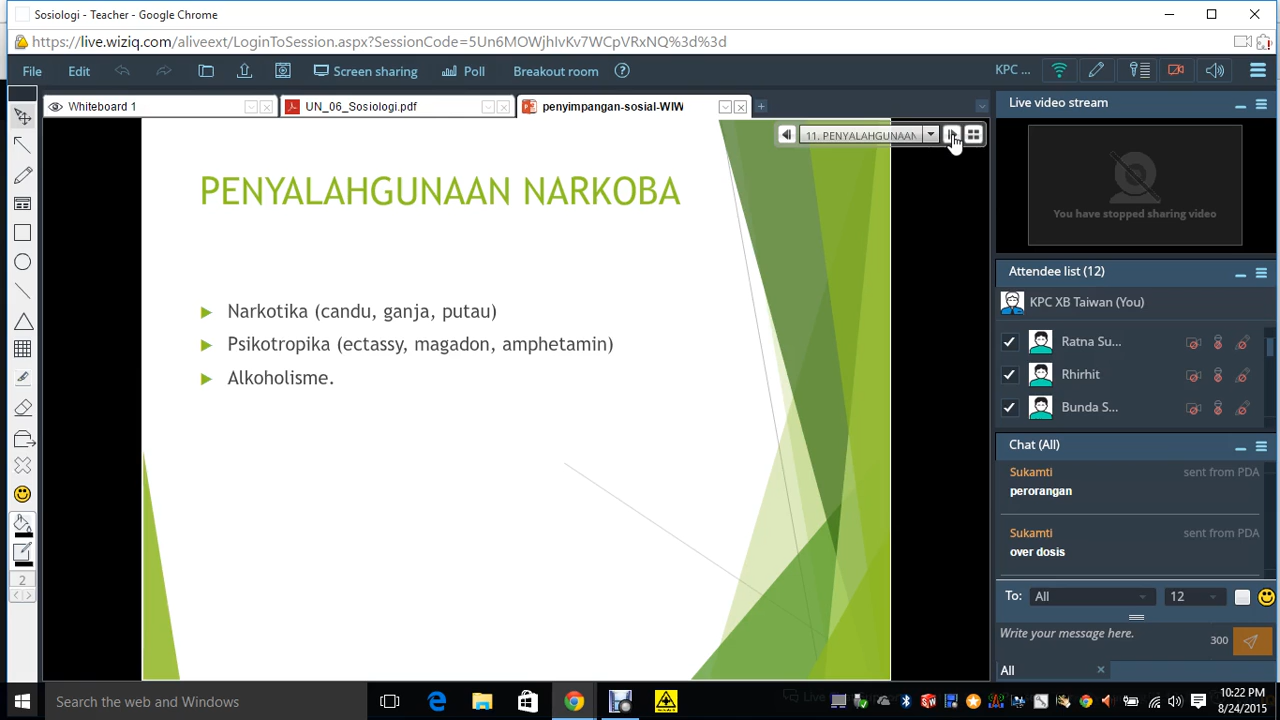 Sosiologi - Teacher - Google Chrome
https://live.wiziq.com/aliveext/LoginToSession.aspx?SessionCode=5Un6MOWjhIvKv7WCpVRxNQ%3d%3d
File Edit Screen sharing Poll Breakout room KPC ...
Whiteboard 1 UN_06_Sosiologi.pdf penyimpangan-sosial-WIW
11. PENYALAHGUNAAN
PENYALAHGUNAAN NARKOBA
Narkotika (candu, ganja, putau)
Psikotropika (ectassy, magadon, amphetamin)
Alkoholisme.
2
Live video stream
You have stopped sharing video
Attendee list (12)
KPC XB Taiwan (You)
Ratna Su...
Rhirhit
Bunda S...
Chat (All)
Sukamti sent from PDA
perorangan
Sukamti sent from PDA
over dosis
To: All 12
Write your message here. 300
All
Search the web and Windows
10:22 PM
8/24/2015